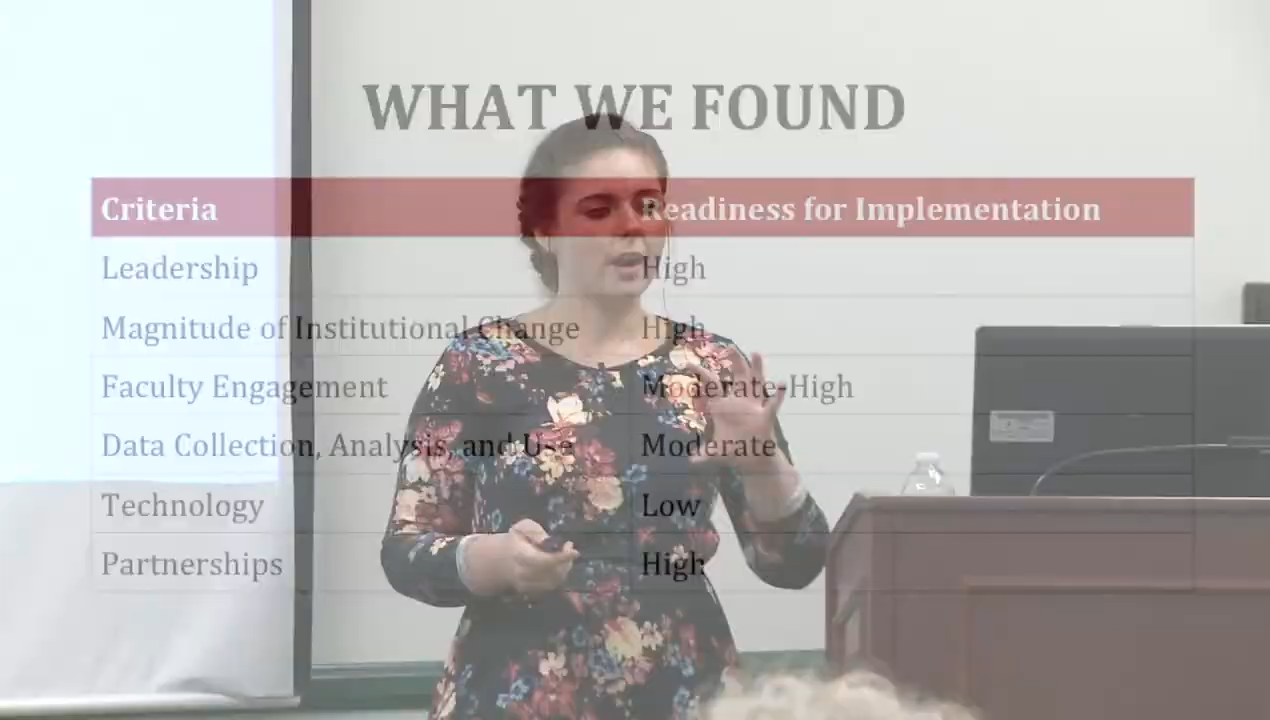 WHAT WE FOUND
Criteria Readiness for Implementation
Leadership High
Magnitude of Institutional Change High
Faculty Engagement Moderate-High
Data Collection, Analysis, and Use Moderate
Technology Low
Partnerships High